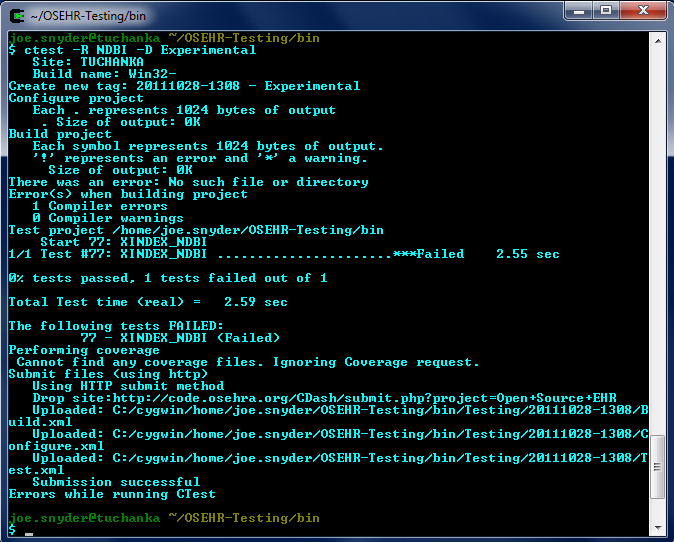 ~/OSEHR-Testing/bin
joe.snyder@tuchanka ~/OSEHR-Testing/bin
$ ctest -R NDBI -D Experimental
   Site: TUCHANKA
   Build name: Win32-
Create new tag: 20111028-1308 - Experimental
Configure project
   Each . represents 1024 bytes of output
    . Size of output: 0K
Build project
   Each symbol represents 1024 bytes of output.
   '!' represents an error and '*' a warning.
     Size of output: 0K
There was an error: No such file or directory
Error(s) when building project
   1 Compiler errors
   0 Compiler warnings
Test project /home/joe.snyder/OSEHR-Testing/bin
    Start 77: XINDEX_NDBI
1/1 Test #77: XINDEX_NDBI ......................***Failed    2.55 sec

0% tests passed, 1 tests failed out of 1

Total Test time (real) =   2.59 sec

The following tests FAILED:
         77 - XINDEX_NDBI (Failed)
Performing coverage
 Cannot find any coverage files. Ignoring Coverage request.
Submit files (using http)
   Using HTTP submit method
   Drop site:http://code.osehra.org/CDash/submit.php?project=Open+Source+EHR
   Uploaded: C:/cygwin/home/joe.snyder/OSEHR-Testing/bin/Testing/20111028-1308/B
uild.xml
   Uploaded: C:/cygwin/home/joe.snyder/OSEHR-Testing/bin/Testing/20111028-1308/C
onfigure.xml
   Uploaded: C:/cygwin/home/joe.snyder/OSEHR-Testing/bin/Testing/20111028-1308/T
est.xml
   Submission successful
Errors while running CTest

joe.snyder@tuchanka ~/OSEHR-Testing/bin
$ _